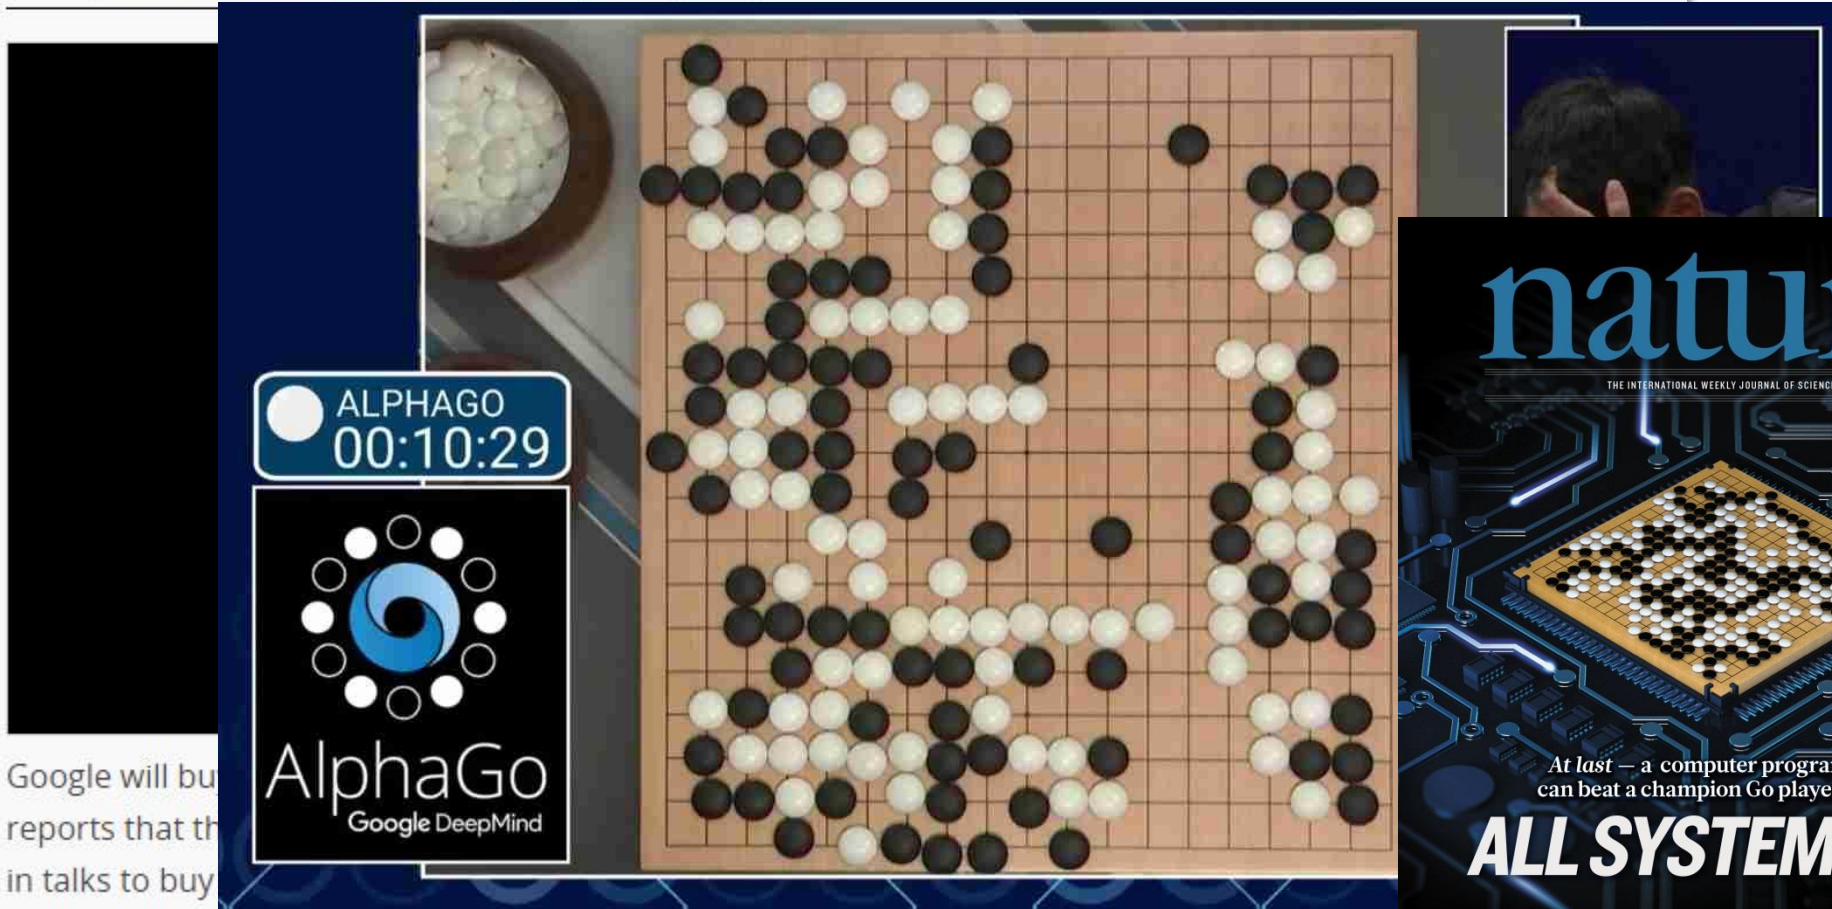 Google will bu
reports that th
in talks to buy
ALPHAGO
00:10:29
AlphaGo
Google DeepMind
natu
THE INTERNATIONAL WEEKLY JOURNAL OF SCIENC
At last — a computer progra
can beat a champion Go playe
ALL SYSTEM